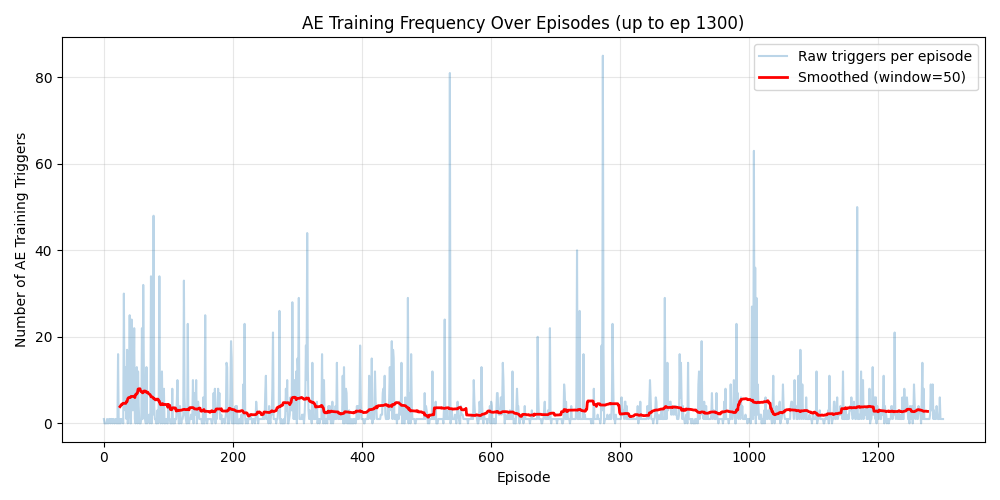 AE Training Frequency Over Episodes (up to ep 1300)
Raw triggers per episode
Smoothed (window=50)
Number of AE Training Triggers
80
60
40
20
0
0 200 400 600 800 1000 1200
Episode